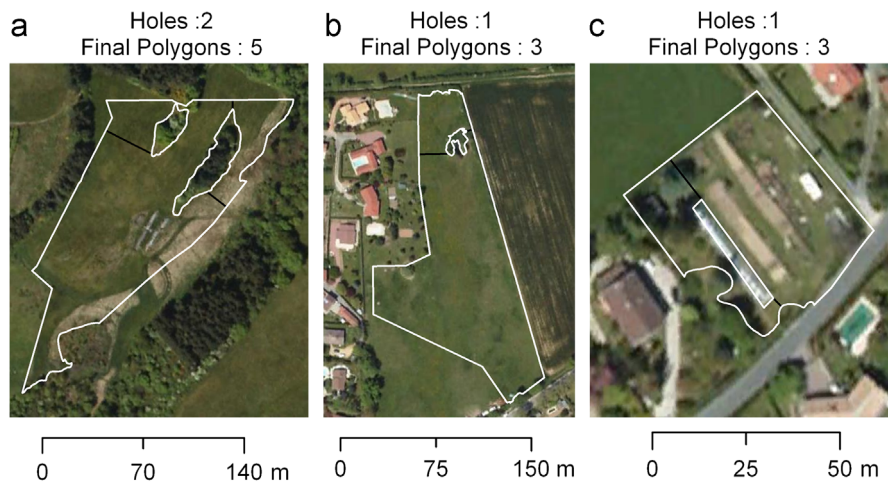 a
Holes :2
Final Polygons : 5
b
Holes :1
Final Polygons : 3
c
Holes :1
Final Polygons : 3
0 70 140 m
0 75 150 m
0 25 50 m